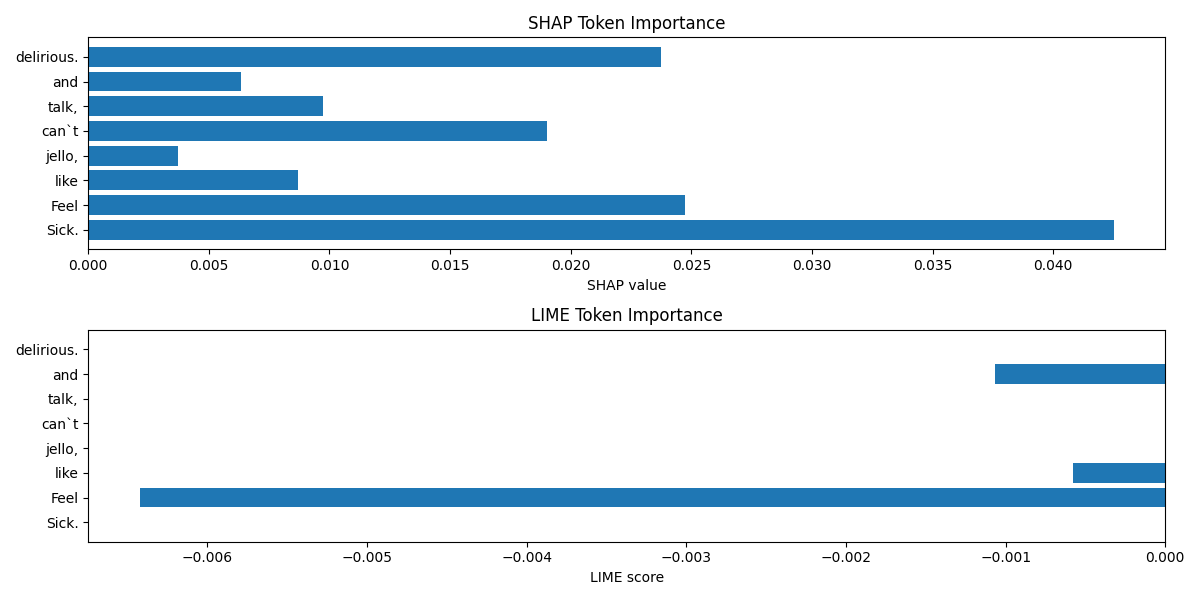 SHAP Token Importance
delirious.
and
talk,
can`t
jello,
like
Feel
Sick.
0.000 0.005 0.010 0.015 0.020 0.025 0.030 0.035 0.040
SHAP value
LIME Token Importance
delirious.
and
talk,
can`t
jello,
like
Feel
Sick.
−0.006 −0.005 −0.004 −0.003 −0.002 −0.001 0.000
LIME score